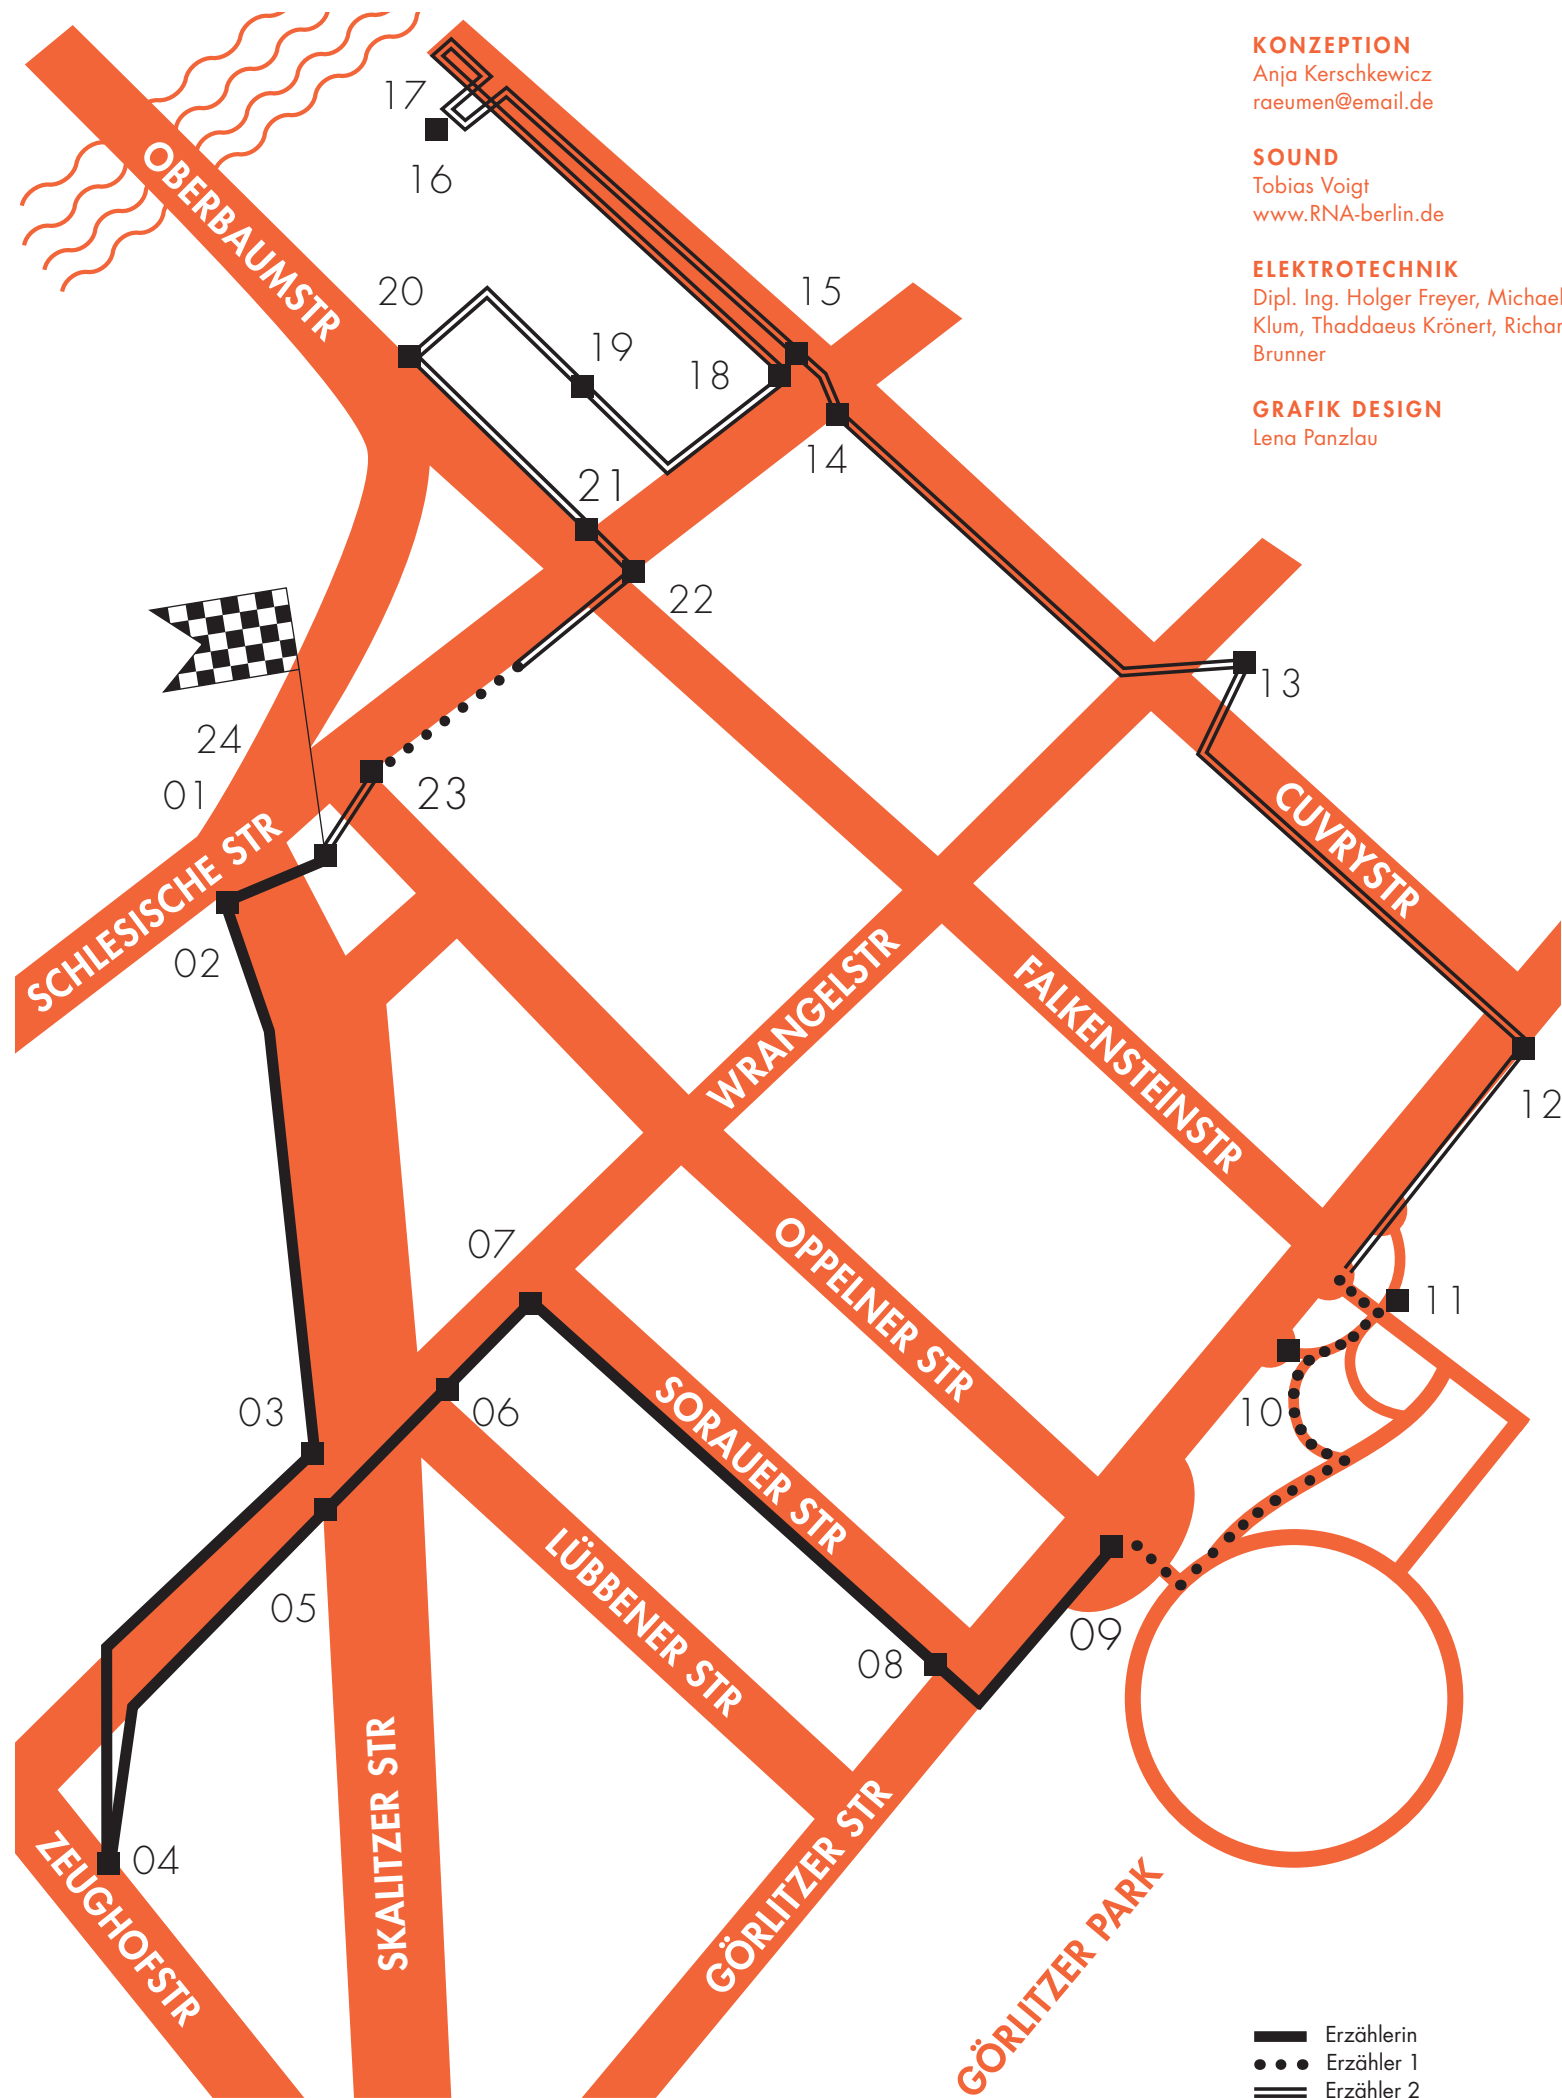 KONZEPTION
Anja Kerschkewicz
raeumen@email.de
SOUND
Tobias Voigt
www.RNA-berlin.de
ELEKTROTECHNIK
Dipl. Ing. Holger Freyer, Michael
Klum, Thaddaeus Krönert, Richar
Brunner
GRAFIK DESIGN
Lena Panzlau
17
16
OBERBAUMSTR
20
15
19
18
14
21
22
13
24
01
23
CUVRYSTR
SCHLESISCHE STR
02
WRANGELSTR
FALKENSTEINSTR
12
07
OPPELNER STR
11
03
06
10
SORAUER STR
05
LÜBBENER STR
09
08
04
ZEUGHOFSTR
SKALITZER STR
GÖRLITZER STR
GÖRLITZER PARK
Erzählerin
Erzähler 1
Erzähler 2